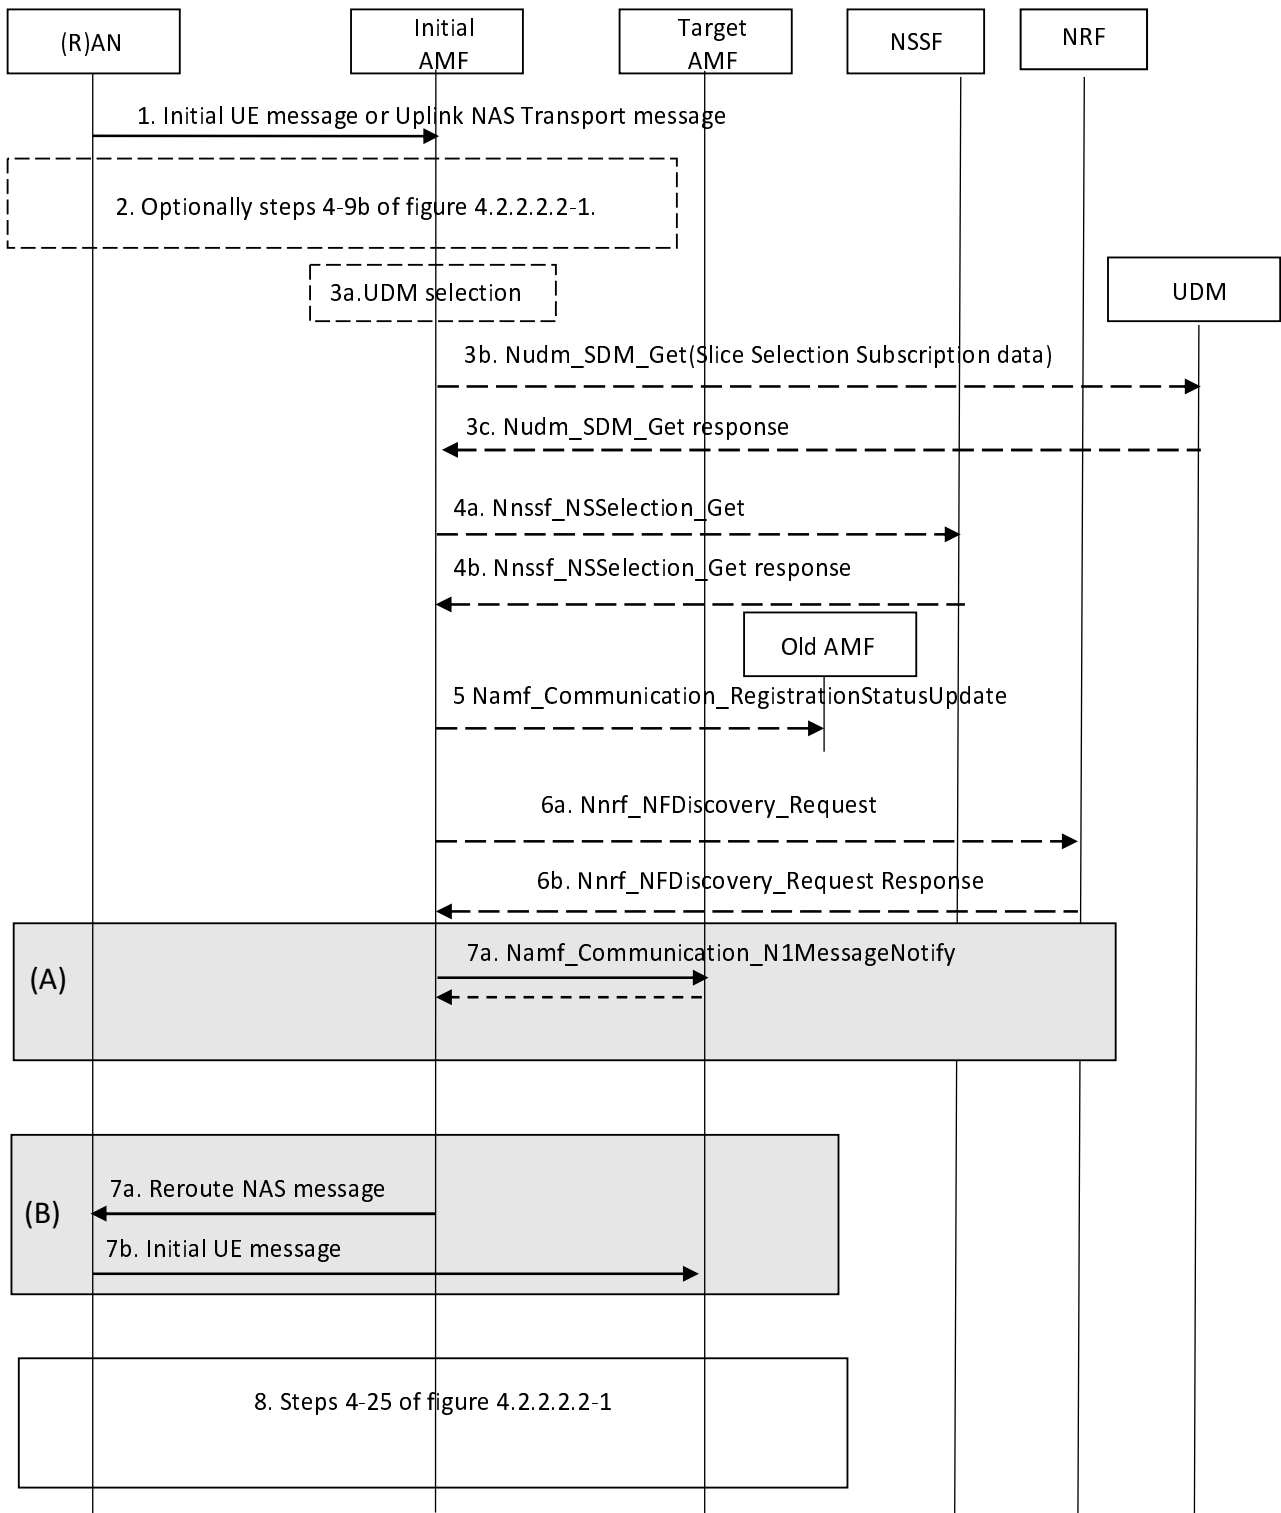 (R)AN
Initial
AMF
Target
AMF
NSSF
NRF
1. Initial UE message or Uplink NAS Transport message
2. Optionally steps 4-9b of figure 4.2.2.2.2-1.
3a.UDM selection
UDM
3b. Nudm_SDM_Get(Slice Selection Subscription data)
3c. Nudm_SDM_Get response
4a. Nnssf_NSSelection_Get
4b. Nnssf_NSSelection_Get response
Old AMF
5 Namf_Communication_RegistrationStatusUpdate
6a. Nnrf_NFDiscovery_Request
6b. Nnrf_NFDiscovery_Request Response
(A)
7a. Namf_Communication_N1MessageNotify
(B)
7a. Reroute NAS message
7b. Initial UE message
8. Steps 4-25 of figure 4.2.2.2.2-1